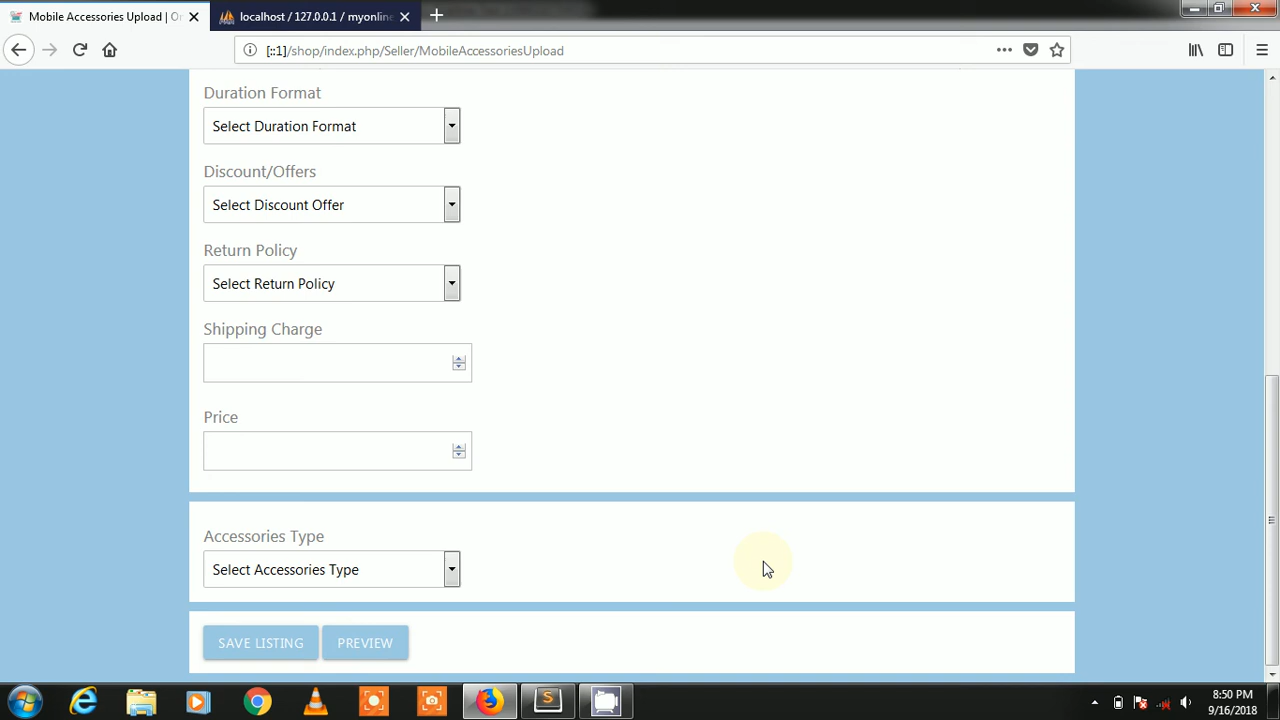 Mobile Accessories Upload | Or
localhost / 127.0.0.1 / myonline
[::1]/shop/index.php/Seller/MobileAccessoriesUpload
Duration Format
Select Duration Format
Discount/Offers
Select Discount Offer
Return Policy
Select Return Policy
Shipping Charge
Price
Accessories Type
Select Accessories Type
SAVE LISTING PREVIEW
8:50 PM
9/16/2018